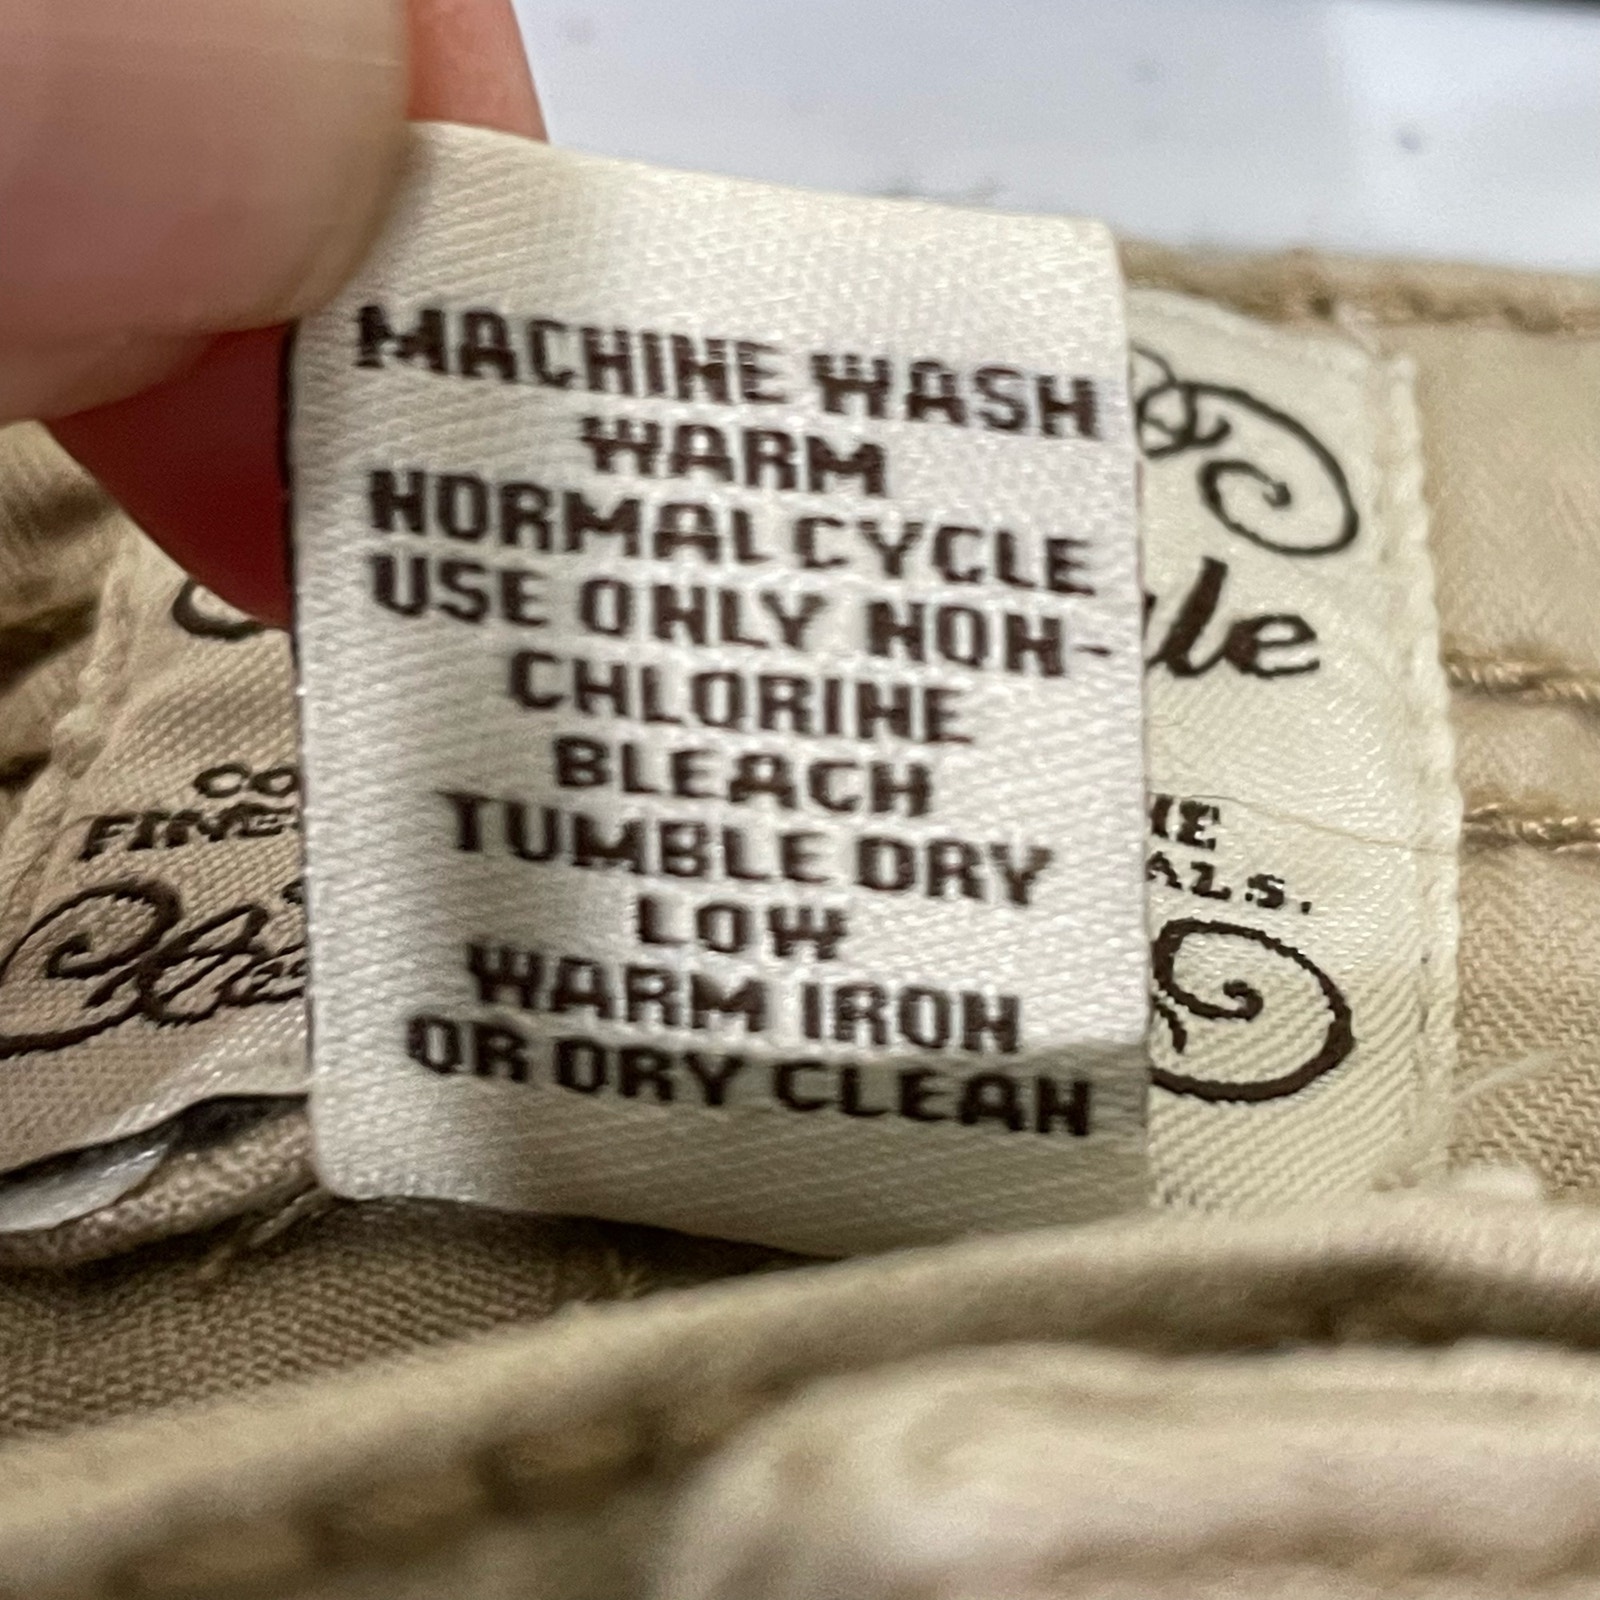 MACHINE WASH
WARM
NORMAL CYCLE
USE ONLY NON-
CHLORINE
BLEACH
TUMBLE DRY
LOW
WARM IRON
OR DRY CLEAN